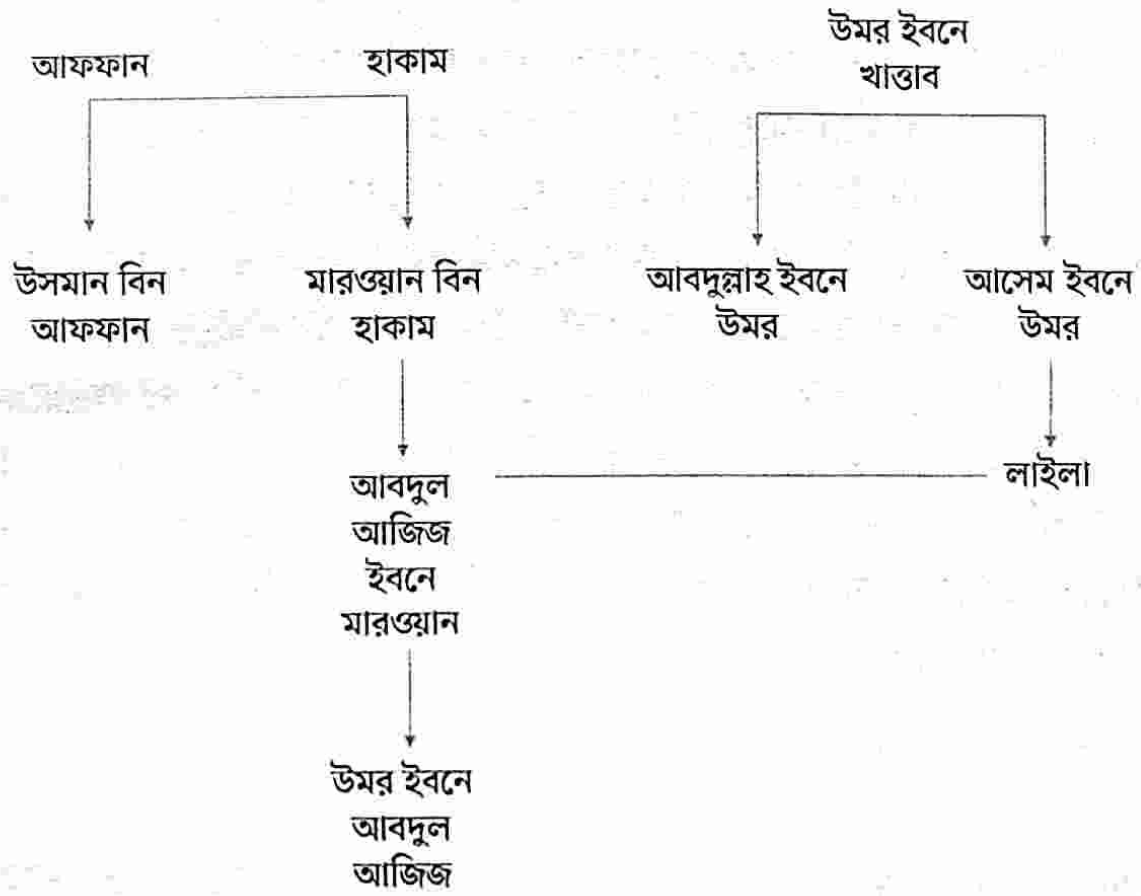 আফফান
হাকাম
উমর ইবনে
খাত্তাব
উসমান বিন
আফফান
মারওয়ান বিন
হাকাম
আবদুল্লাহ ইবনে
উমর
আসেম ইবনে
উমর
আবদুল
আজিজ
ইবনে
মারওয়ান
লাইলা
উমর ইবনে
আবদুল
আজিজ